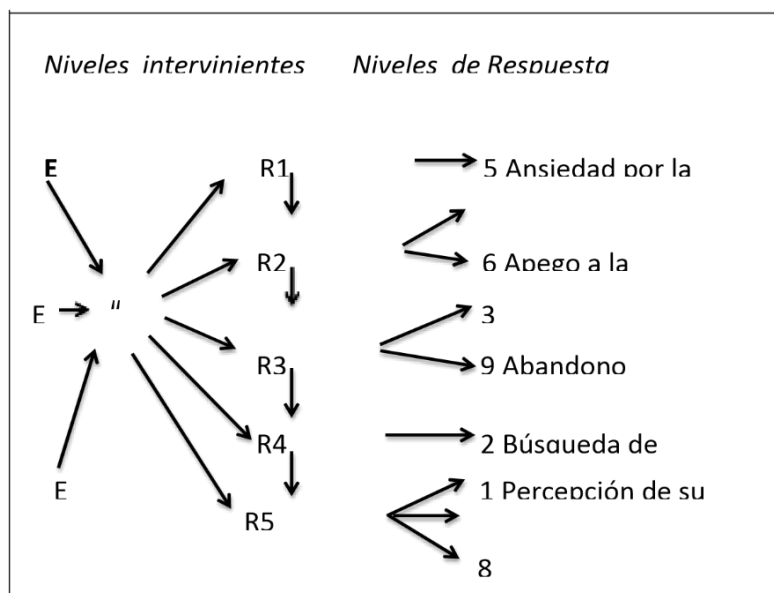 Niveles intervinientes Niveles de Respuesta
E R1 5 Ansiedad por la
R2 6 Apego a la
E “ 3
R3 9 Abandono
R4 2 Búsqueda de
E 1 Percepción de su
R5
8